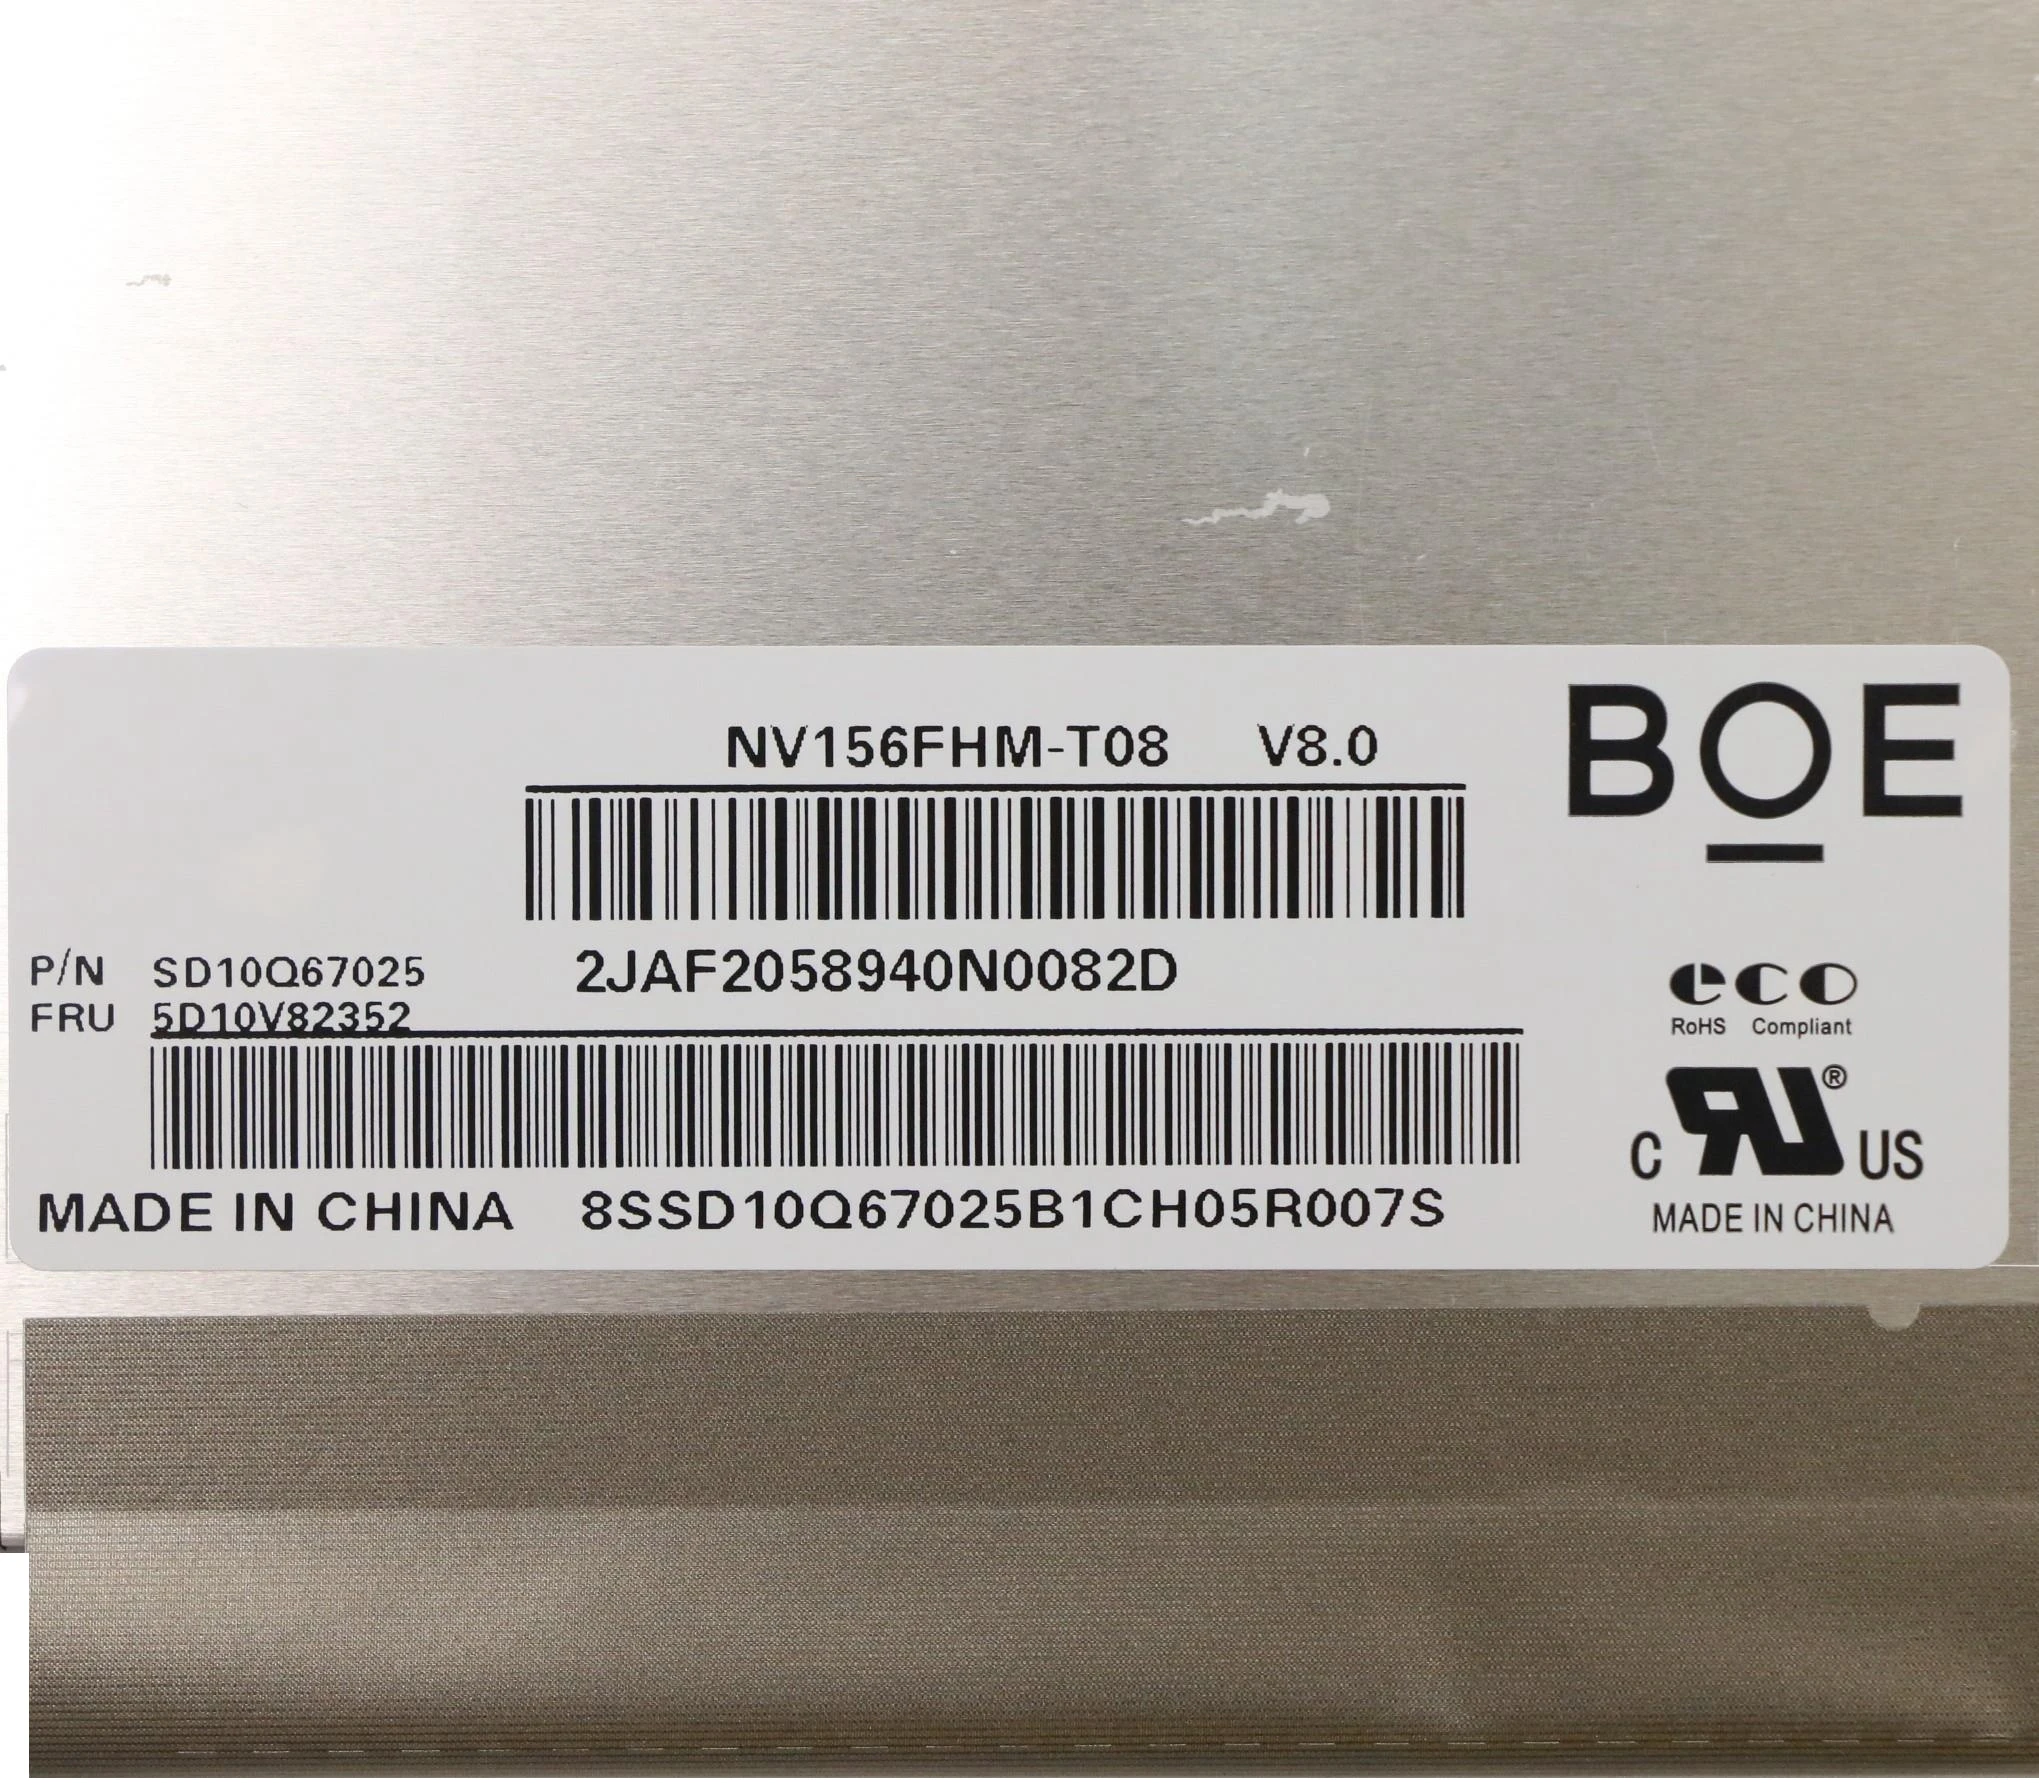 NV156FHM-T08 V8.0
BOE
P/N SD10Q67025
FRU 5D10V82352
2JAF2058940N0082D
MADE IN CHINA 8SSD10Q67025B1CH05R007S
eco
RoHS Compliant
C RU ® US
MADE IN CHINA